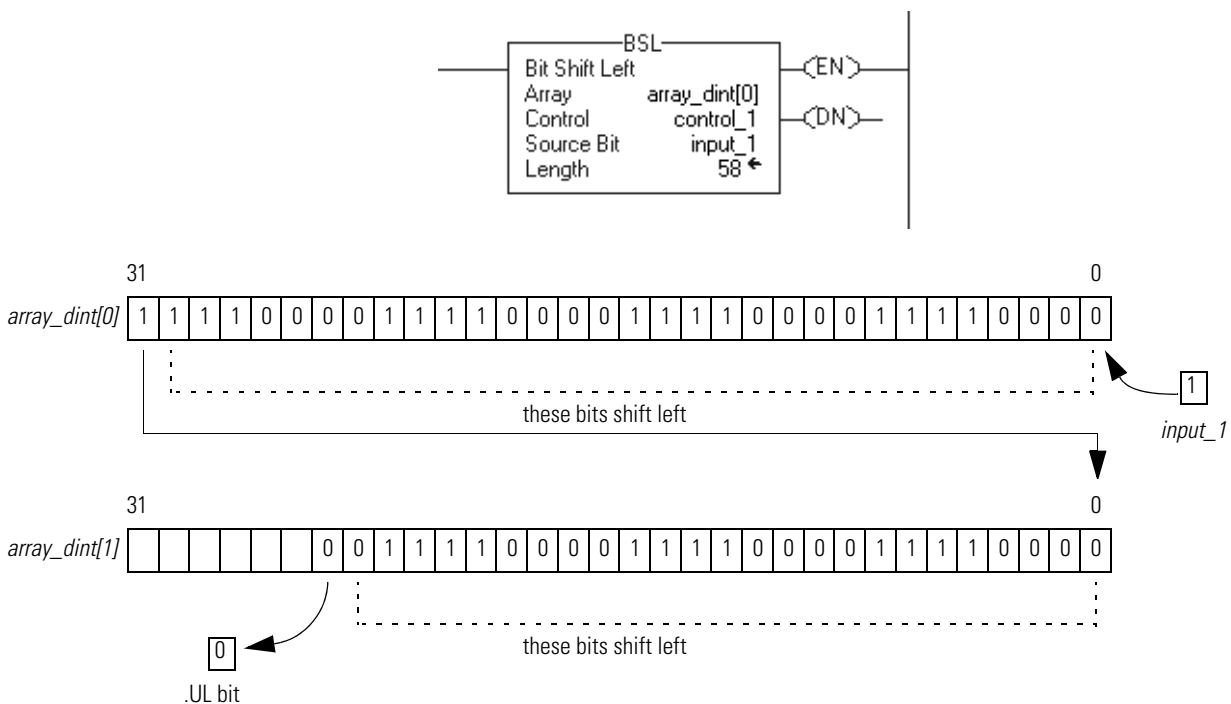 BSL
Bit Shift Left
EN
Array array_dint[0]
DN
Control control_1
Source Bit input_1
Length 58
31 0
array_dint[0] 1 1 1 1 0 0 0 0 1 1 1 1 0 0 0 0 1 1 1 1 0 0 0 0 1 1 1 1 0 0 0 0
these bits shift left
1
input_1
31 0
array_dint[1] 0 0 1 1 1 1 0 0 0 0 1 1 1 1 0 0 0 0 1 1 1 1 0 0 0 0
these bits shift left
0
.UL bit